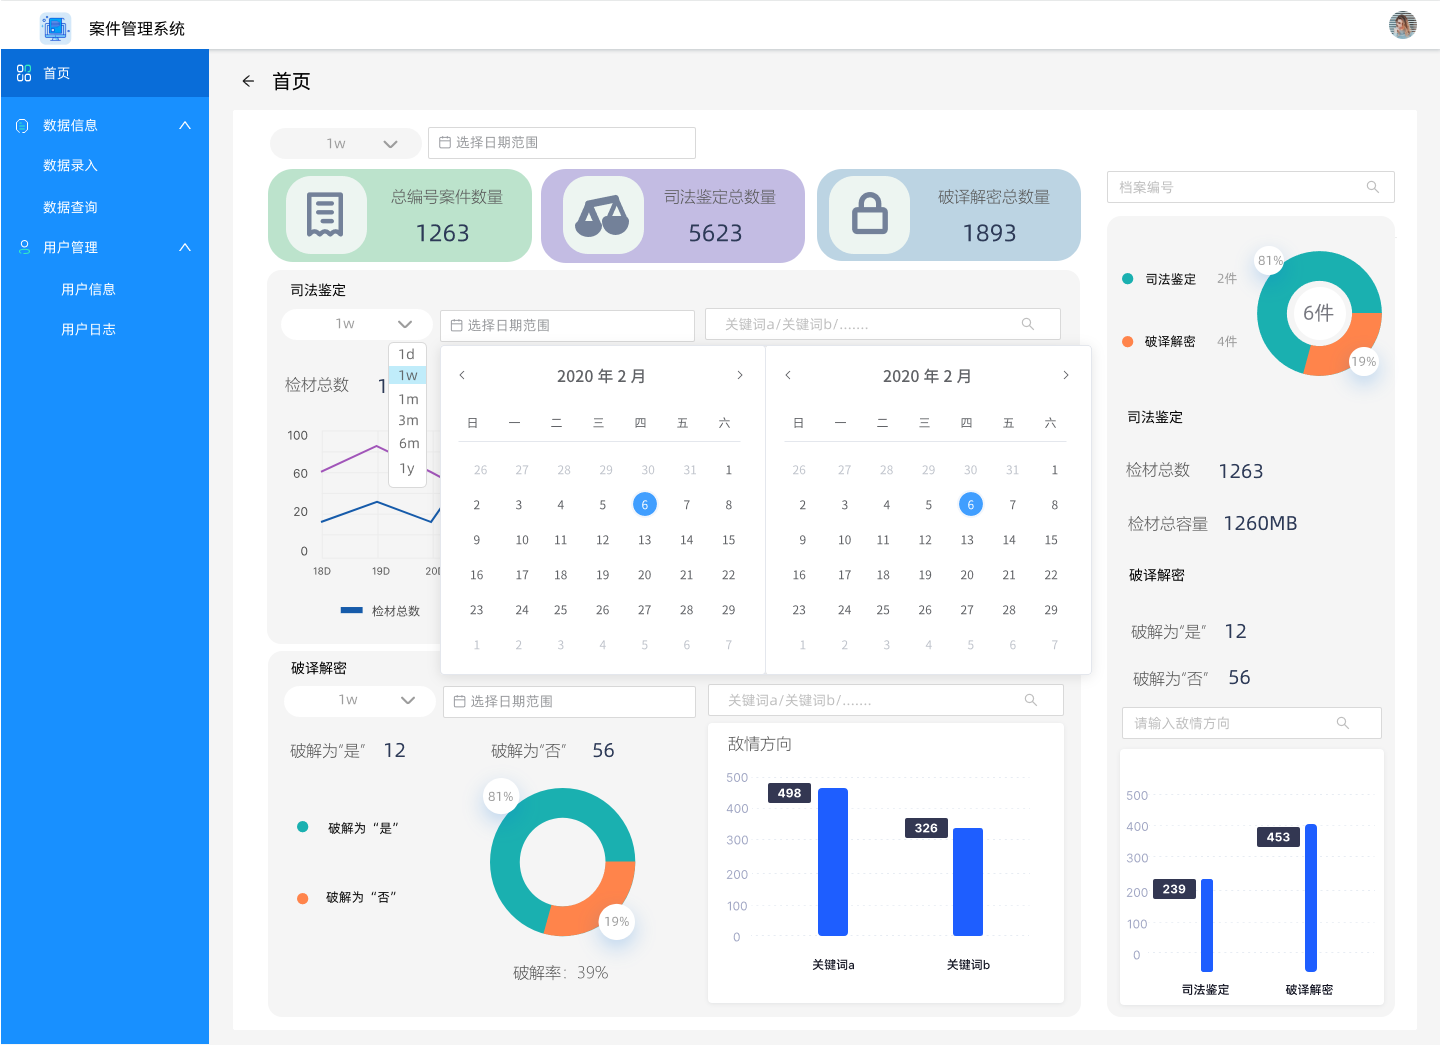 案件管理系统
首页
数据信息
数据录入
数据查询
用户管理
用户信息
用户日志
首页
1w
选择日期范围
总编号案件数量
1263
司法鉴定总数量
5623
破译解密总数量
1893
司法鉴定
1w
选择日期范围
关键词a/关键词b/.......
1d
1w
1m
3m
6m
1y
检材总数
1
100
60
20
0
18D
19D
20D
检材总数
2020 年 2 月
日 一 二 三 四 五 六
26 27 28 29 30 31 1
2 3 4 5 6 7 8
9 10 11 12 13 14 15
16 17 18 19 20 21 22
23 24 25 26 27 28 29
1 2 3 4 5 6 7
2020 年 2 月
日 一 二 三 四 五 六
26 27 28 29 30 31 1
2 3 4 5 6 7 8
9 10 11 12 13 14 15
16 17 18 19 20 21 22
23 24 25 26 27 28 29
1 2 3 4 5 6 7
破译解密
1w
选择日期范围
关键词a/关键词b/.......
破解为“是” 12
破解为“否” 56
81%
破解为“是”
破解为“否”
19%
破解率：39%
敌情方向
500
400
300
200
100
0
498
326
关键词a
关键词b
档案编号
81%
司法鉴定 2件
6件
破译解密 4件
19%
司法鉴定
检材总数 1263
检材总容量 1260MB
破译解密
破解为“是” 12
破解为“否” 56
请输入敌情方向
500
400
300
200
100
0
453
239
司法鉴定
破译解密